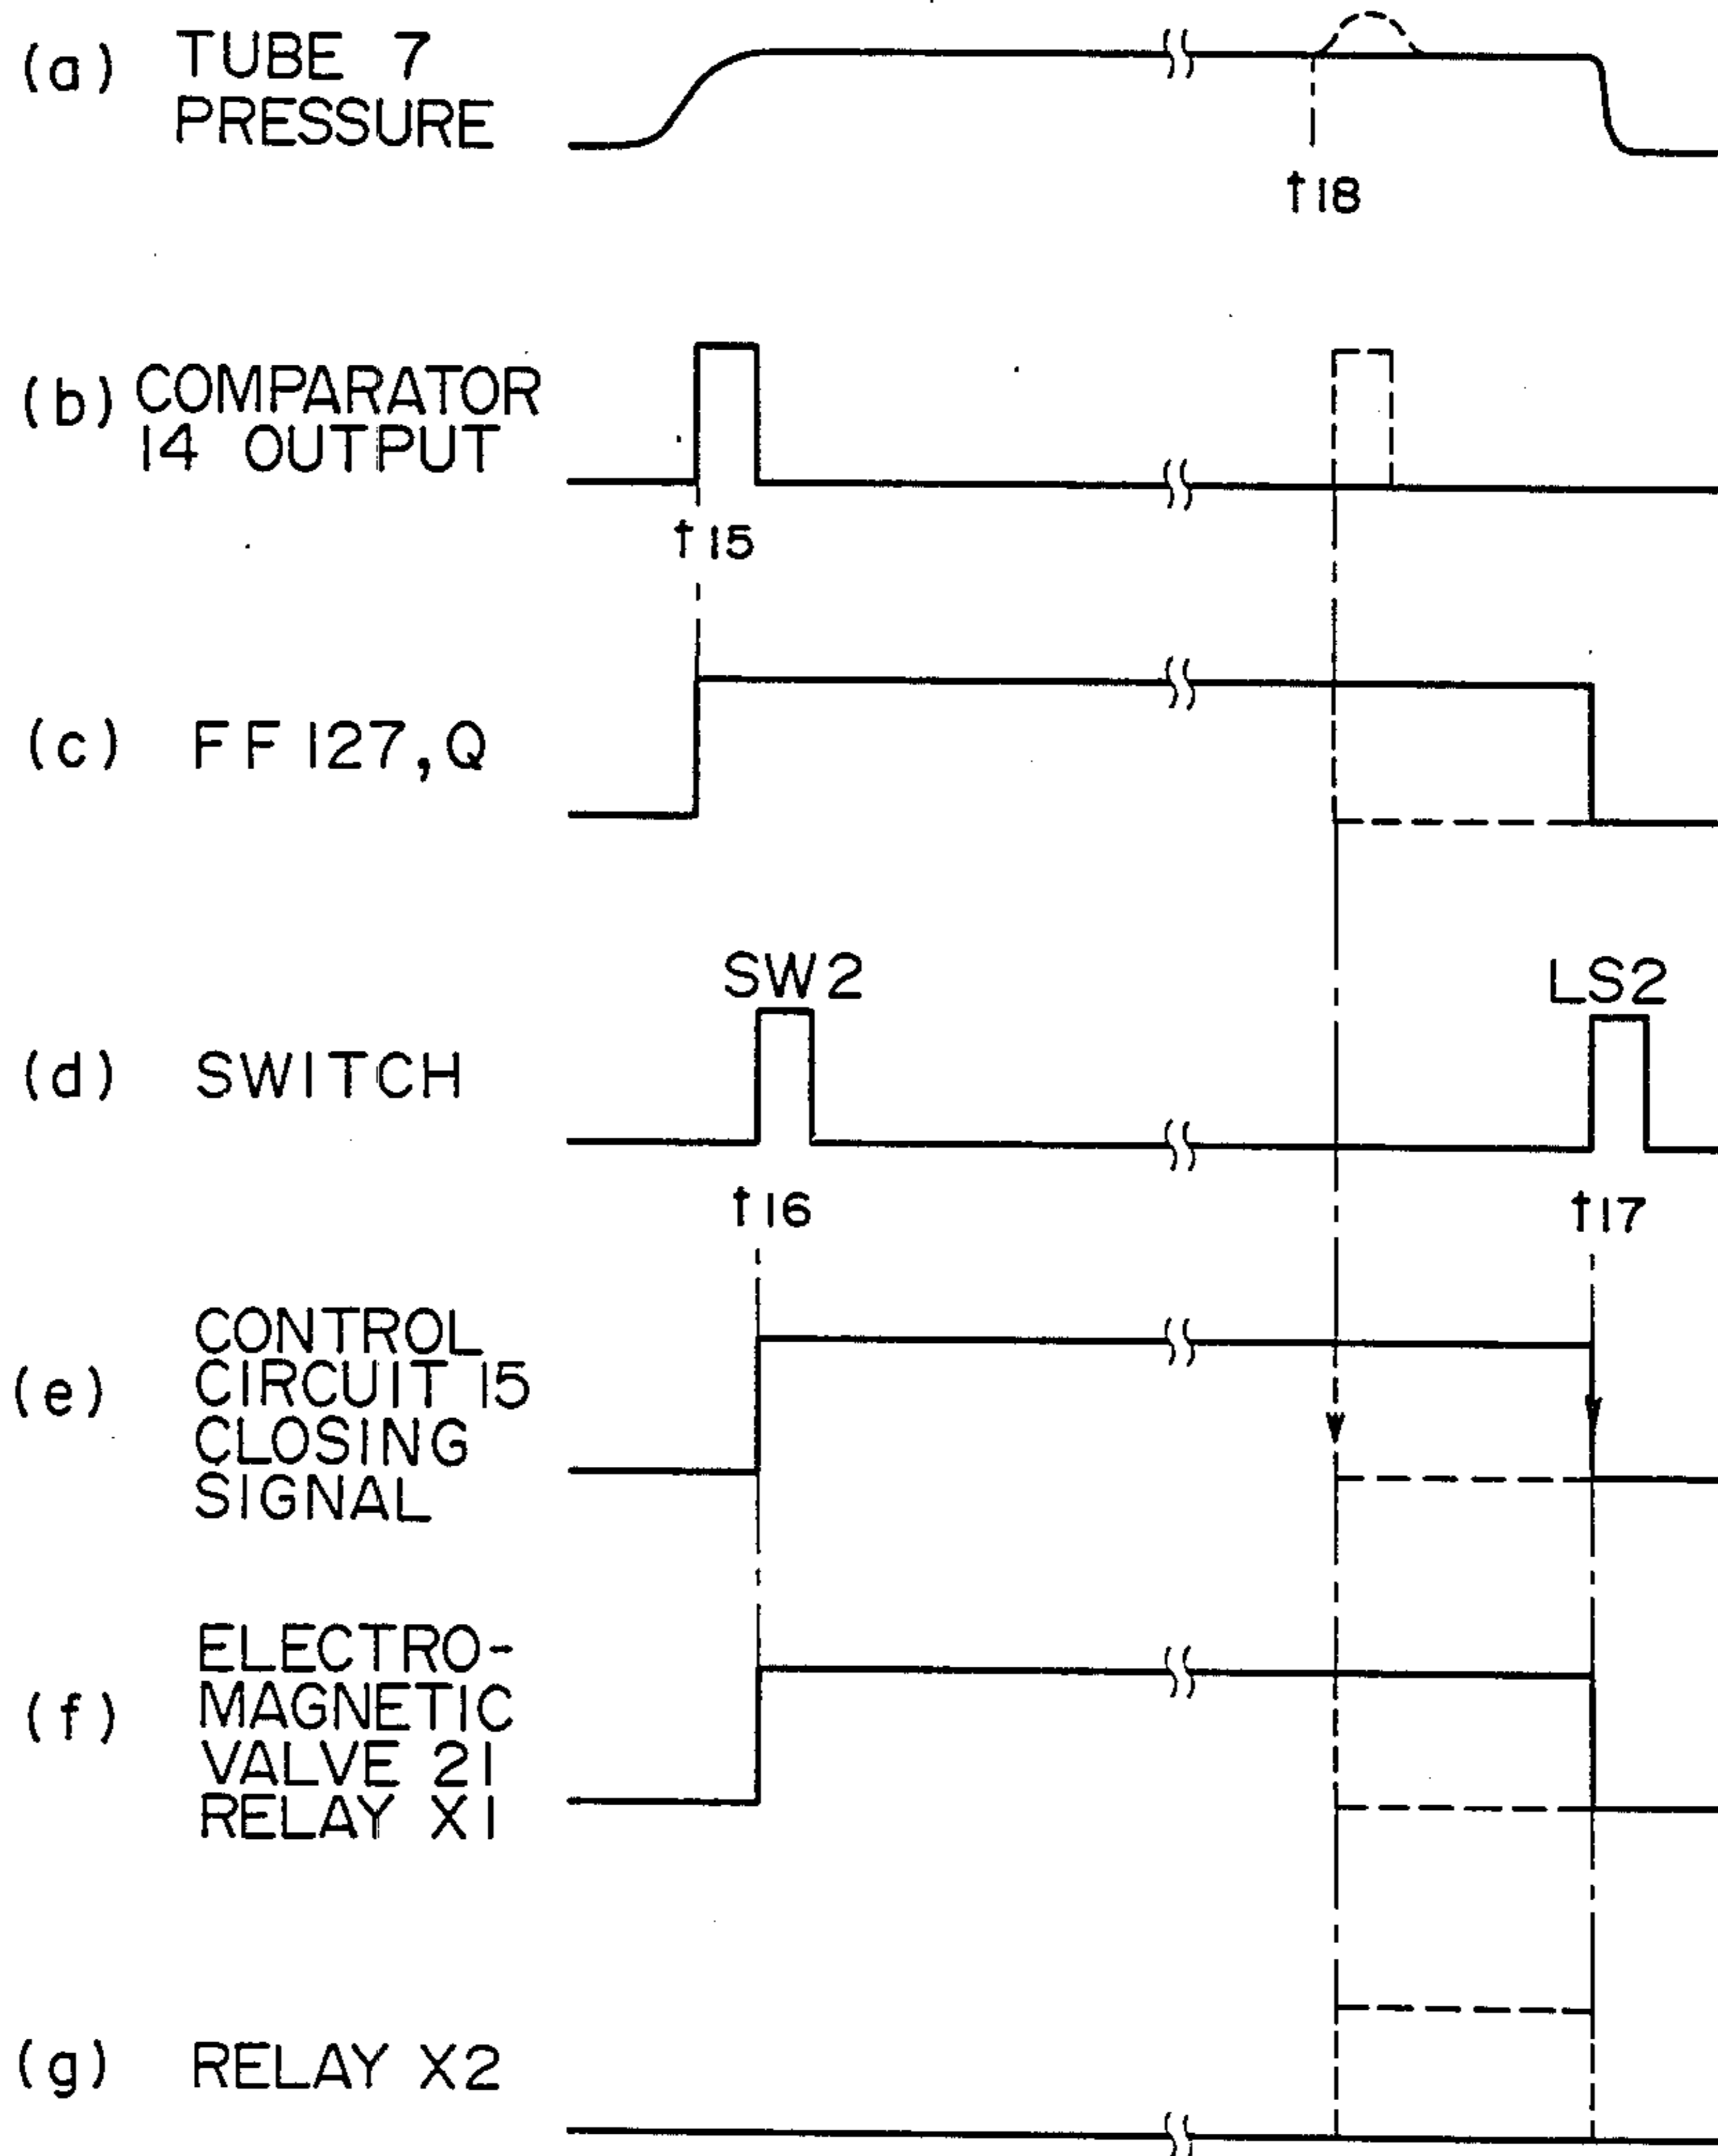 (a) TUBE 7
PRESSURE
t18
(b) COMPARATOR
14 OUTPUT
t15
(c) FF 127, Q
SW2
LS2
(d) SWITCH
t16
t17
(e) CONTROL
CIRCUIT 15
CLOSING
SIGNAL
(f) ELECTRO-
MAGNETIC
VALVE 21
RELAY X1
(g) RELAY X2